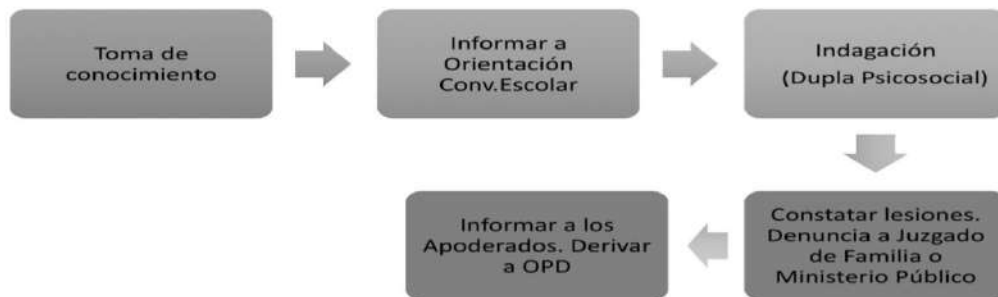 Toma de
conocimiento
Informar a
Orientación
Conv.Escolar
Indagación
(Dupla Psicosocial)
Constatar lesiones.
Denuncia a Juzgado
de Familia o
Ministerio Público
Informar a los
Apoderados. Derivar
a OPD